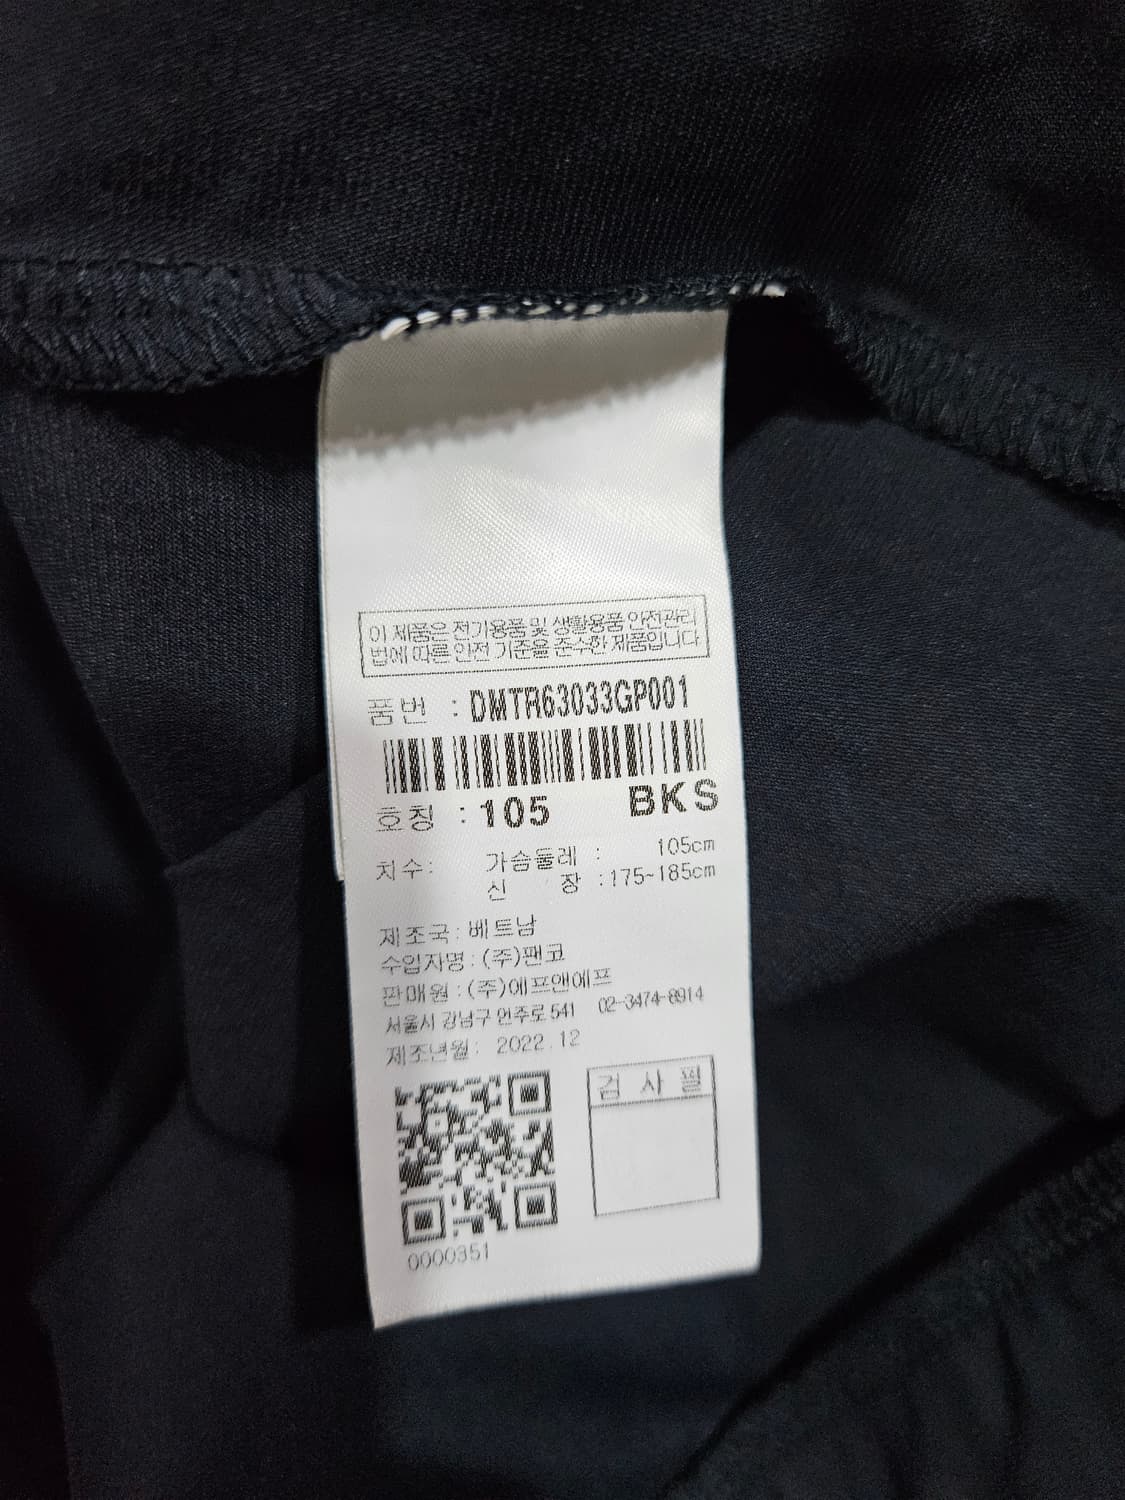 이 제품은 전기용품 및 생활용품 안전관리
법에 따른 안전 기준을 준수한 제품입니다
품번 : DMTR63033GP001
호칭 : 105 BKS
치수: 가슴둘레 : 105cm
신 장 :175~185cm
제조국 : 베트남
수입자명 : (주)팬코
판매원 : (주)에프앤에프
서울시 강남구 언주로 541 02-3474-8914
제조년월 : 2022.12
검 사 필
0000351